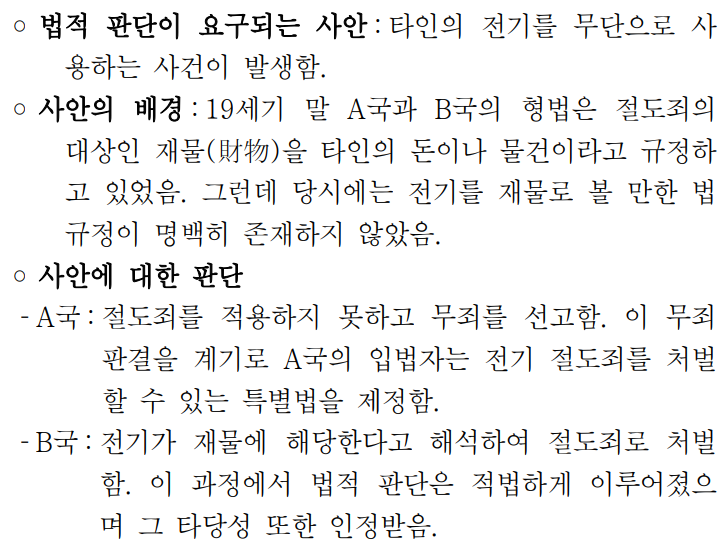 ○ 법적 판단이 요구되는 사안 : 타인의 전기를 무단으로 사
용하는 사건이 발생함.
○ 사안의 배경 : 19세기 말 A국과 B국의 형법은 절도죄의
대상인 재물(財物)을 타인의 돈이나 물건이라고 규정하
고 있었음. 그런데 당시에는 전기를 재물로 볼 만한 법
규정이 명백히 존재하지 않았음.
○ 사안에 대한 판단
- A국 : 절도죄를 적용하지 못하고 무죄를 선고함. 이 무죄
판결을 계기로 A국의 입법자는 전기 절도죄를 처벌
할 수 있는 특별법을 제정함.
- B국 : 전기가 재물에 해당한다고 해석하여 절도죄로 처벌
함. 이 과정에서 법적 판단은 적법하게 이루어졌으
며 그 타당성 또한 인정받음.